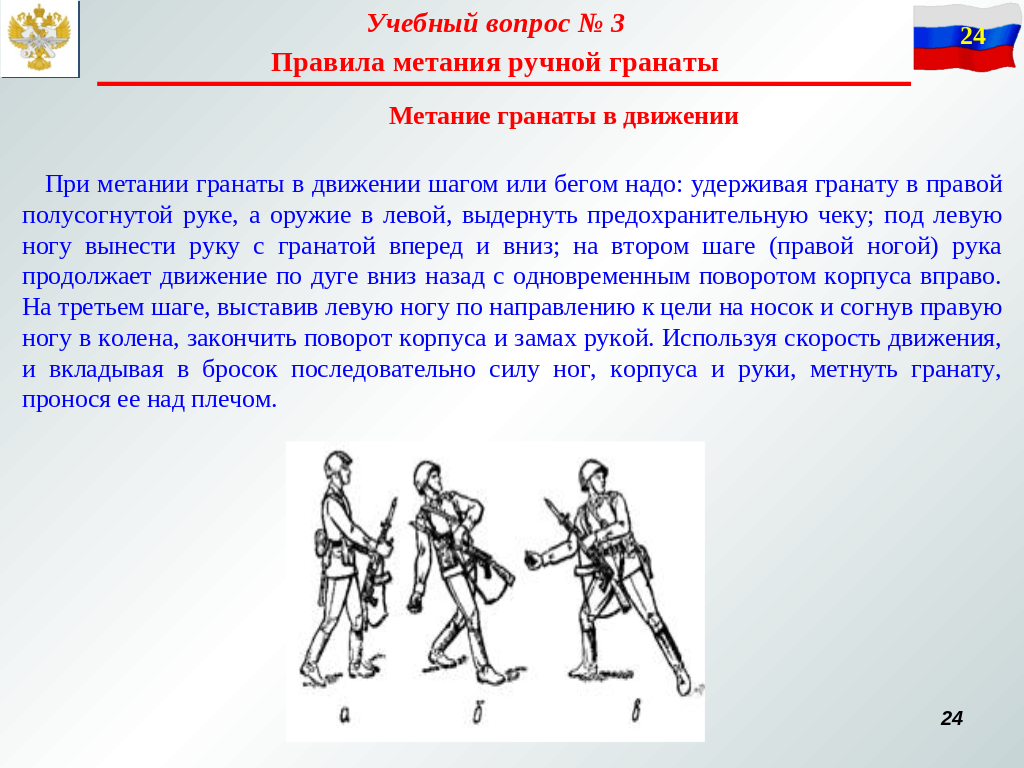 Учебный вопрос № 3
24
Правила метания ручной гранаты
Метание гранаты в движении
При метании гранаты в движении шагом или бегом надо: удерживая гранату в правой
полусогнутой руке, а оружие в левой, выдернуть предохранительную чеку; под левую
ногу вынести руку с гранатой вперед и вниз; на втором шаге (правой ногой) рука
продолжает движение по дуге вниз назад с одновременным поворотом корпуса вправо.
На третьем шаге, выставив левую ногу по направлению к цели на носок и согнув правую
ногу в колена, закончить поворот корпуса и замах рукой. Используя скорость движения,
и вкладывая в бросок последовательно силу ног, корпуса и руки, метнуть гранату,
пронося ее над плечом.
а б в
24